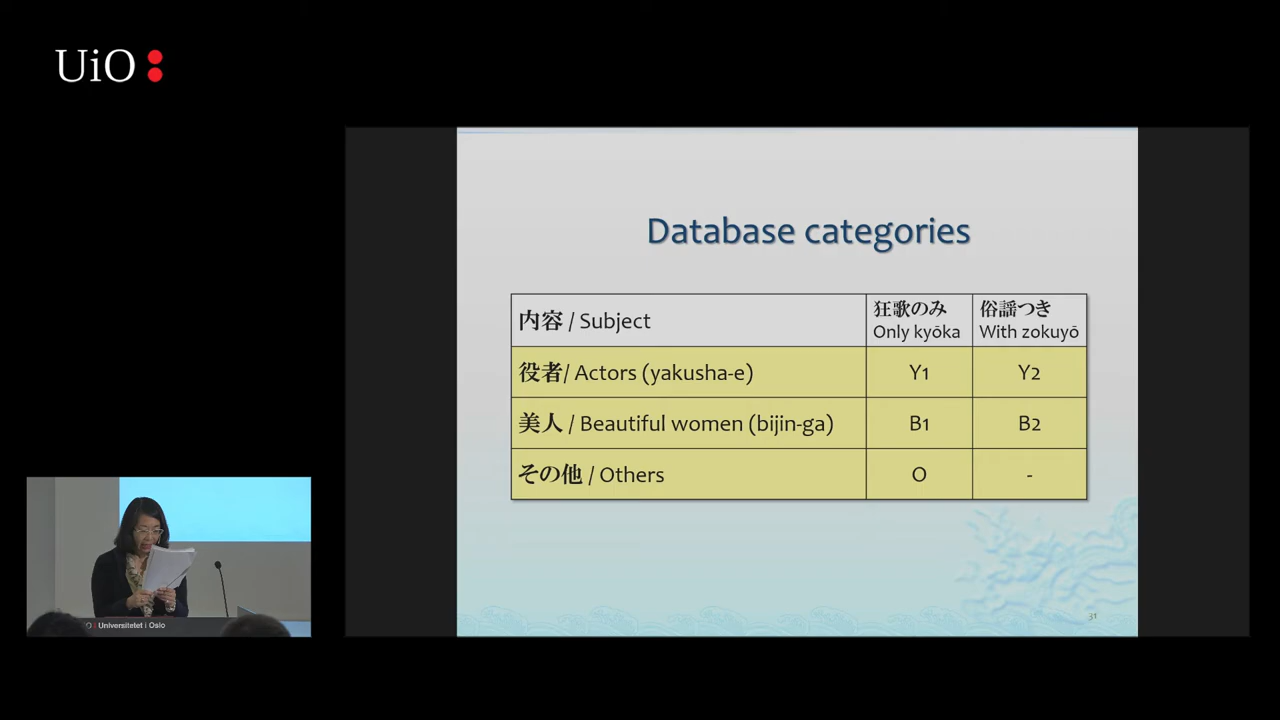 UiO:
Database categories
内容 / Subject
狂歌のみ
Only kyōka
俗謡つき
With zokuyō
役者/ Actors (yakusha-e)
Y1
Y2
美人 / Beautiful women (bijin-ga)
B1
B2
その他 / Others
O
-
31
Universitetet i Oslo